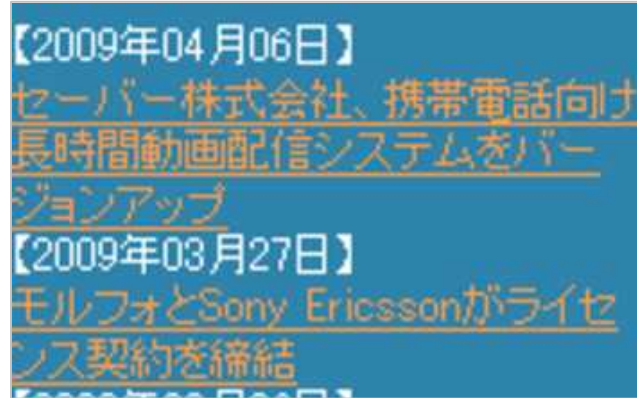 【2009年04月06日】
セーバー株式会社、携帯電話向け
長時間動画配信システムをバー
ジョンアップ
【2009年03月27日】
モルフォとSony Ericssonがライセ
ンス契約を締結